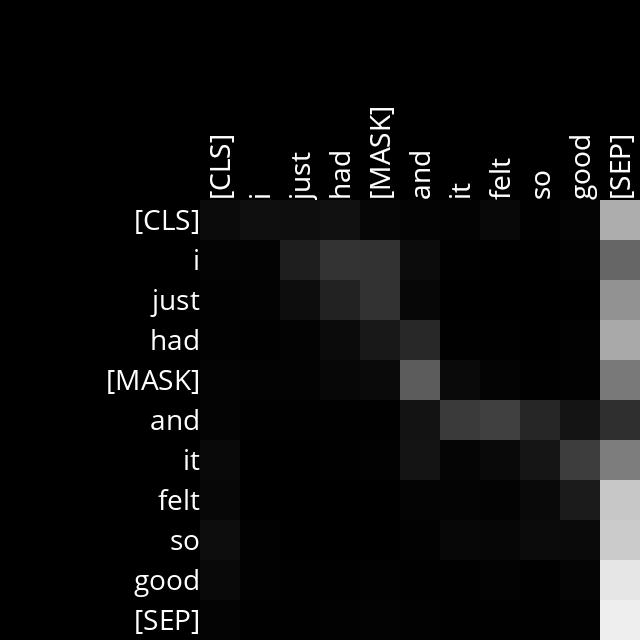 [CLS] i just had [MASK] and it felt so good [SEP]
[CLS]
i
just
had
[MASK]
and
it
felt
so
good
[SEP]